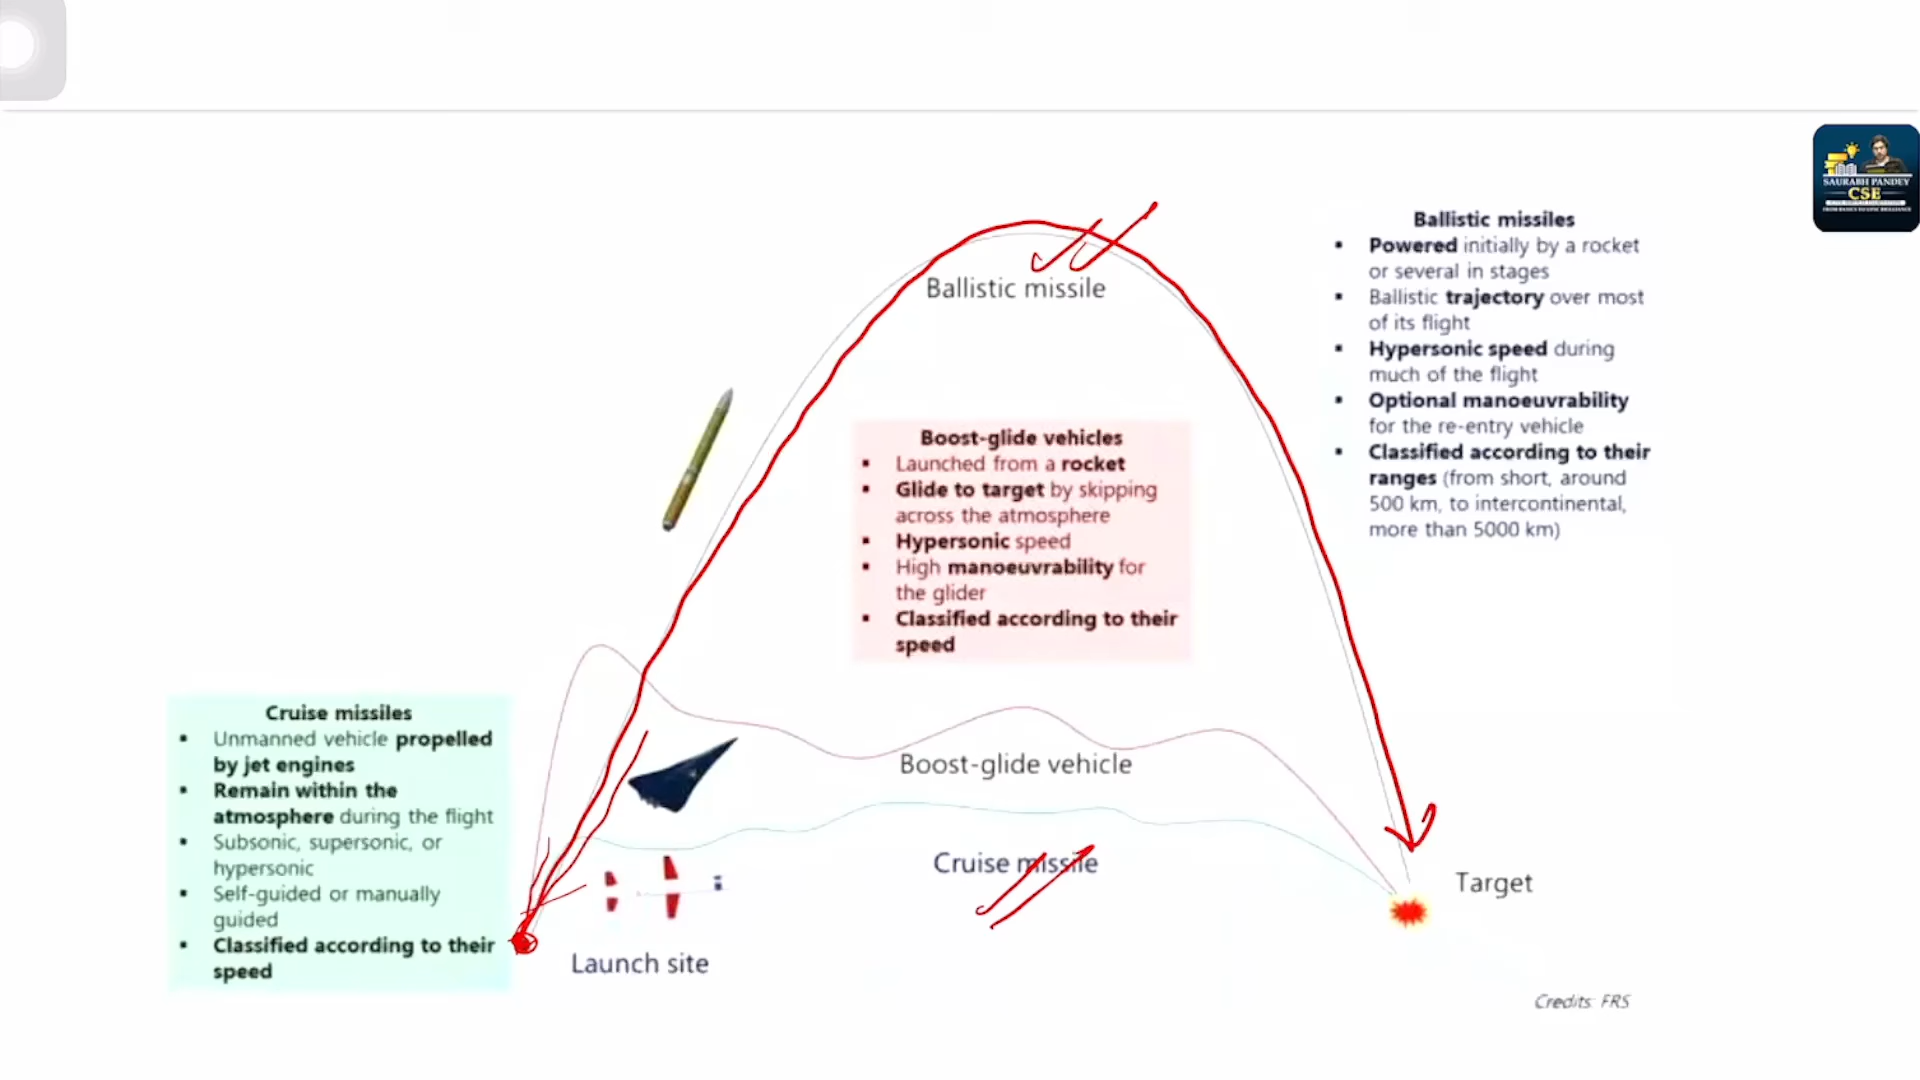 SAURABH PANDEY
CSE
Ballistic missiles
▪ Powered initially by a rocket
or several in stages
▪ Ballistic trajectory over most
of its flight
▪ Hypersonic speed during
much of the flight
▪ Optional manoeuvrability
for the re-entry vehicle
▪ Classified according to their
ranges (from short, around
500 km, to intercontinental,
more than 5000 km)
Ballistic missile
Boost-glide vehicles
▪ Launched from a rocket
▪ Glide to target by skipping
across the atmosphere
▪ Hypersonic speed
▪ High manoeuvrability for
the glider
▪ Classified according to their
speed
Cruise missiles
▪ Unmanned vehicle propelled
by jet engines
▪ Remain within the
atmosphere during the flight
▪ Subsonic, supersonic, or
hypersonic
▪ Self-guided or manually
guided
▪ Classified according to their
speed
Boost-glide vehicle
Cruise missile
Launch site
Target
Credits: FRS